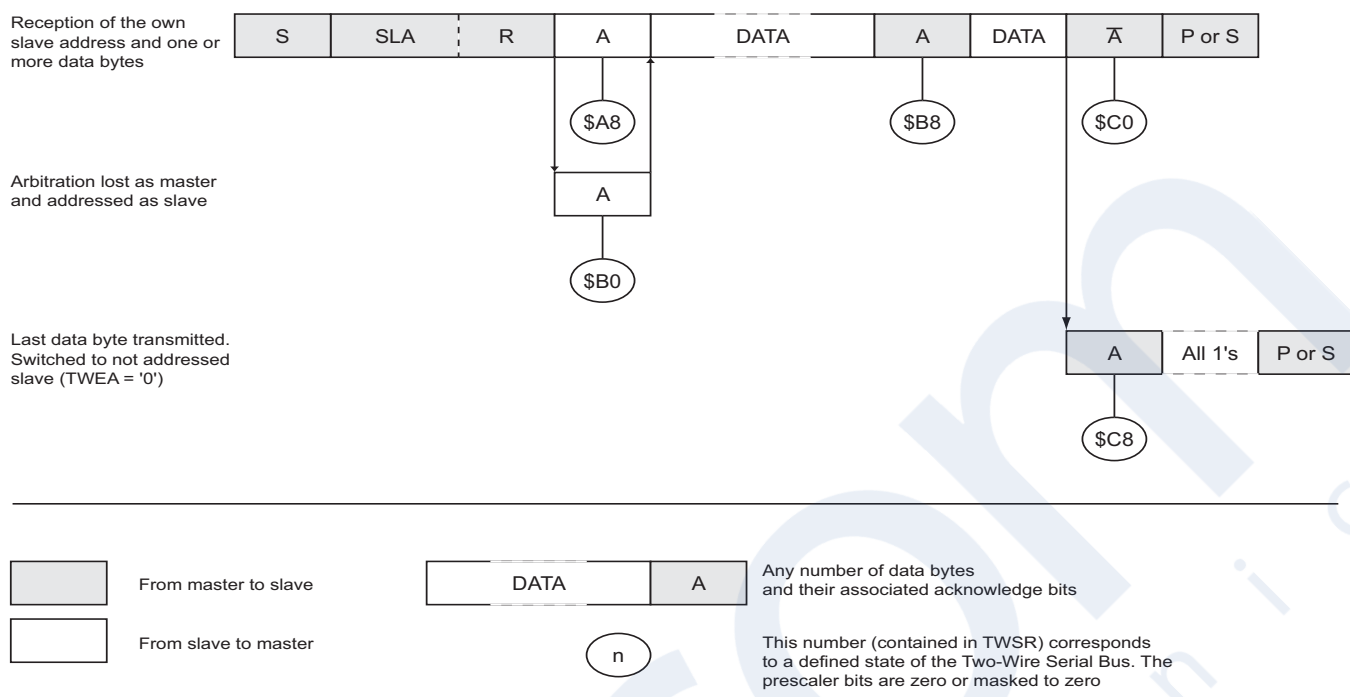 Reception of the own
slave address and one or
more data bytes
S SLA R A DATA A DATA A̅ P or S
$A8 $B8 $C0
Arbitration lost as master
and addressed as slave
A
$B0
Last data byte transmitted.
Switched to not addressed
slave (TWEA = '0')
A All 1's P or S
$C8
From master to slave
DATA A
Any number of data bytes
and their associated acknowledge bits
From slave to master
n
This number (contained in TWSR) corresponds
to a defined state of the Two-Wire Serial Bus. The
prescaler bits are zero or masked to zero